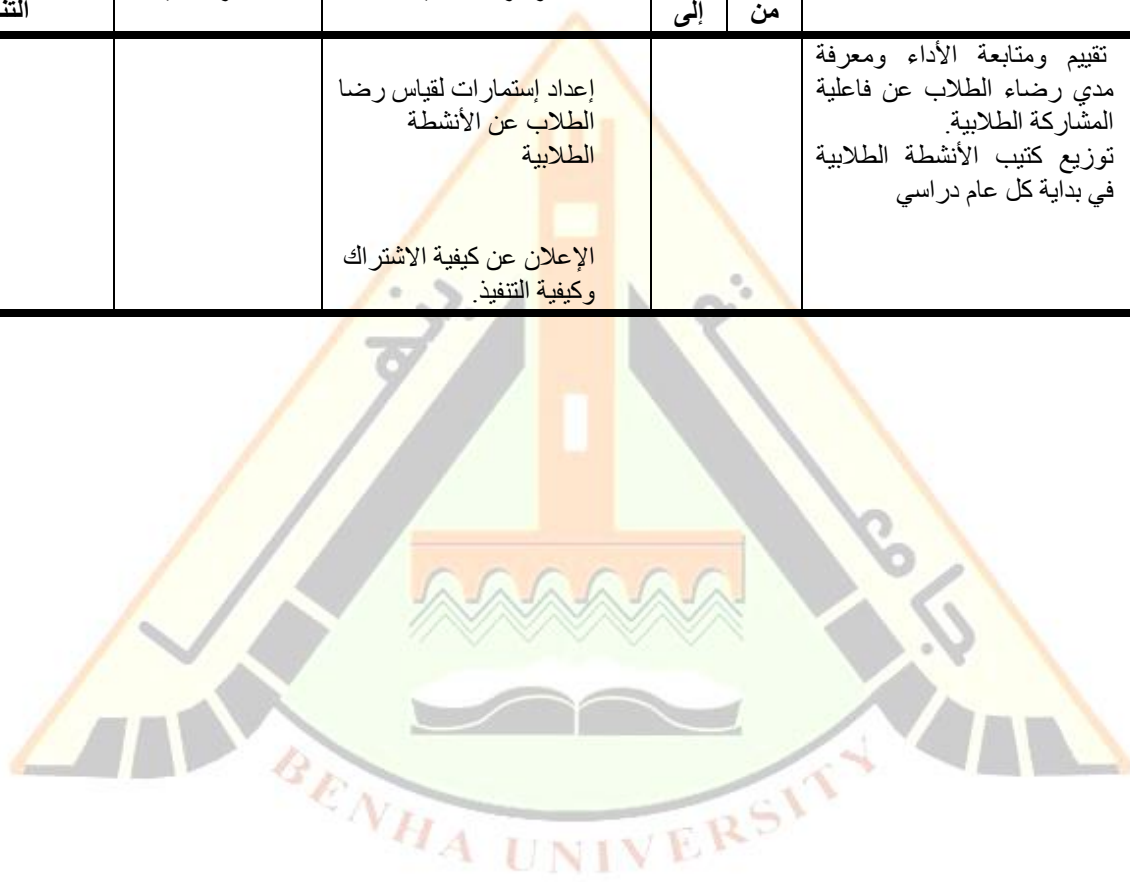 من
إلى
تقييم ومتابعة الأداء ومعرفة
مدي رضاء الطلاب عن فاعلية
المشاركة الطلابية.
توزيع كتيب الأنشطة الطلابية
في بداية كل عام دراسي
إعداد إستمارات لقياس رضا
الطلاب عن الأنشطة
الطلابية
الإعلان عن كيفية الاشتراك
وكيفية التنفيذ.
جامعة
بنها
BENHA UNIVERSITY